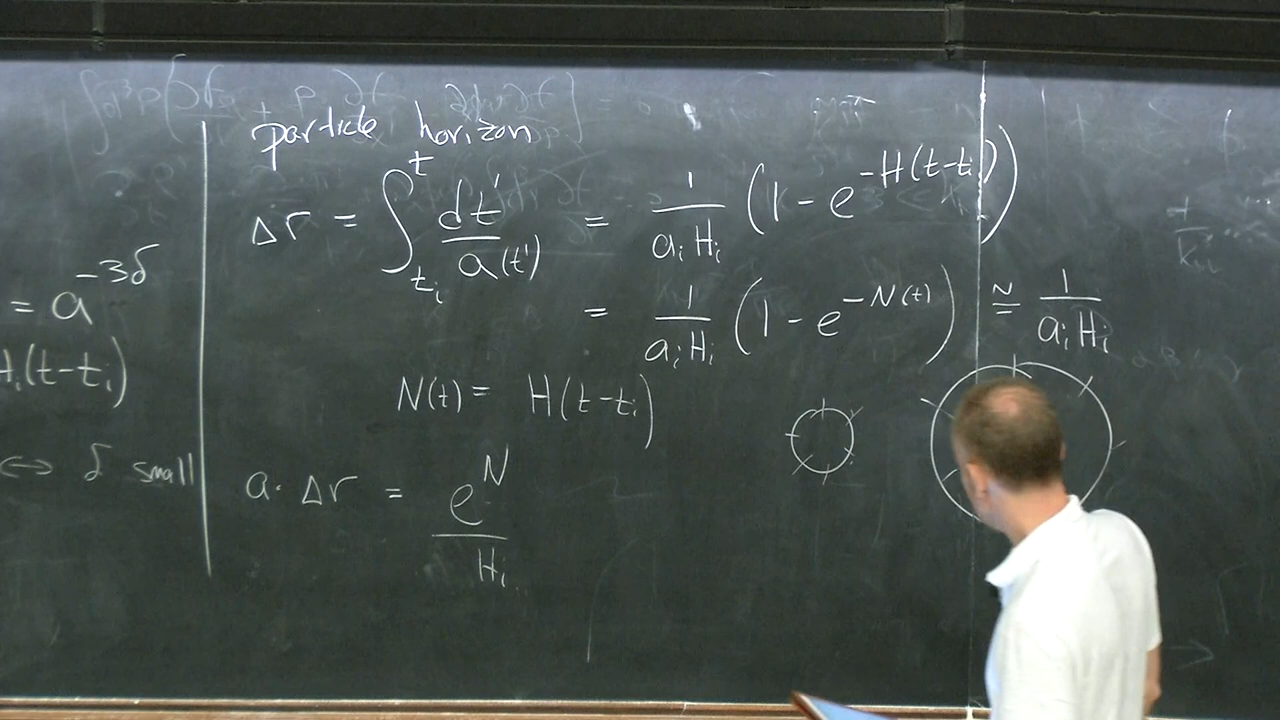 particle horizon
Δr = ∫_{t_i}^{t} dt'/a(t') = 1/(a_i H_i) (1 - e^{-H(t-t_i)})
= a^{-3δ}
= 1/(a_i H_i) (1 - e^{-N(t)}) ≅ 1/(a_i H_i)
H_i(t-t_i)
N(t) = H(t-t_i)
↔ δ small
a · Δr = e^N/H_i